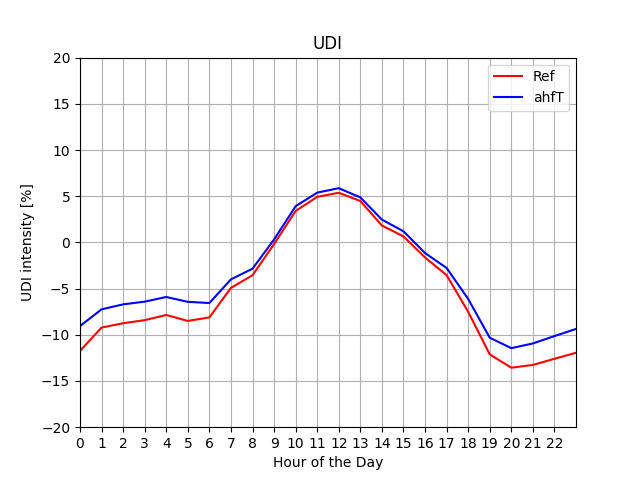 UDI
20
15
10
5
0
−5
−10
−15
−20
UDI intensity [%]
Ref
ahfT
0 1 2 3 4 5 6 7 8 9 10 11 12 13 14 15 16 17 18 19 20 21 22
Hour of the Day